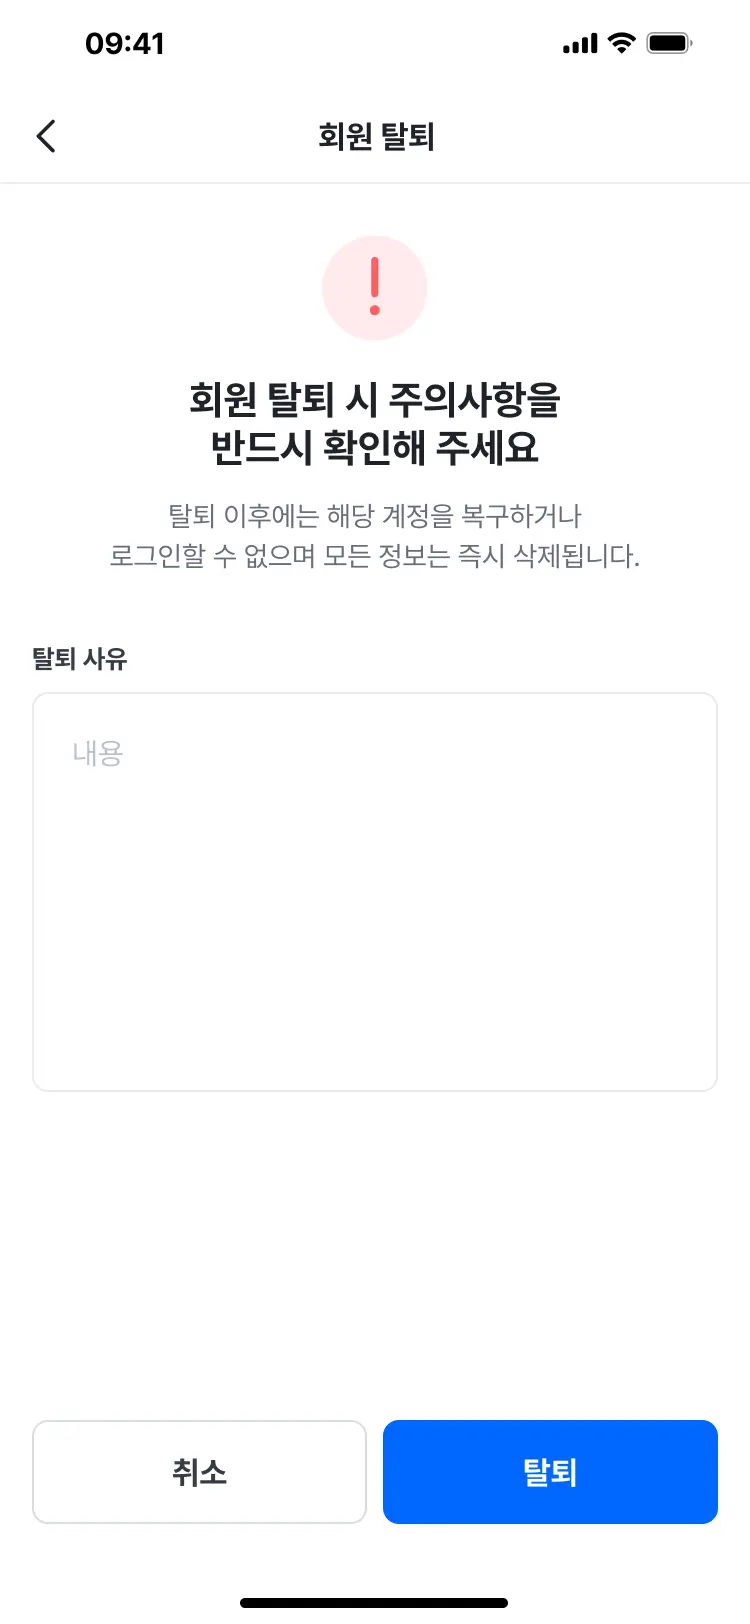 09:41
회원 탈퇴
회원 탈퇴 시 주의사항을
반드시 확인해 주세요
탈퇴 이후에는 해당 계정을 복구하거나
로그인할 수 없으며 모든 정보는 즉시 삭제됩니다.
탈퇴 사유
내용
취소
탈퇴